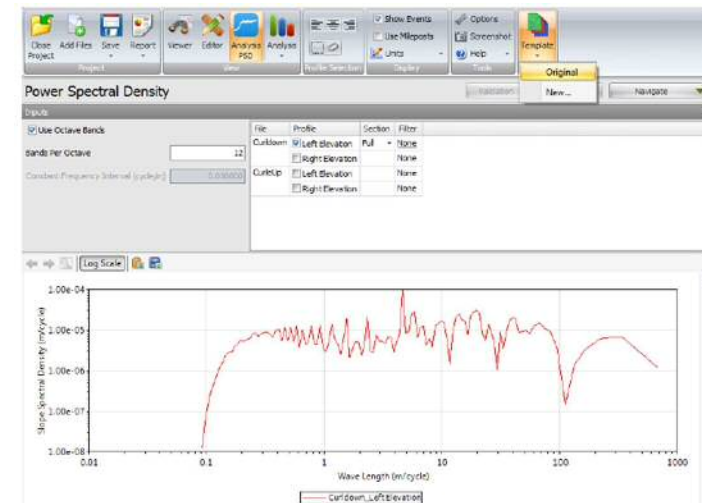 Close Project
Add Files
Save
Report
Viewer
Editor
Analysis PSD
Analysis
Show Events
Use Mileposts
Units
Options
Screenshot
Help
Template
Project
View
Profile Selection
Display
Tools
Original
New...
Power Spectral Density
Navigate
Inputs
Use Octave Bands
Bands Per Octave
12
Constant Frequency Interval (cycle/m)
File Profile Section Filter
Curldown Left Elevation Full None
Right Elevation None
CurleUp Left Elevation None
Right Elevation None
Log Scale
Slope Spectral Density (m/cycle)
1.00e-04
1.00e-05
1.00e-06
1.00e-07
1.00e-08
0.01 0.1 1 10 100 1000
Wave Length (m/cycle)
Curldown_LeftElevation